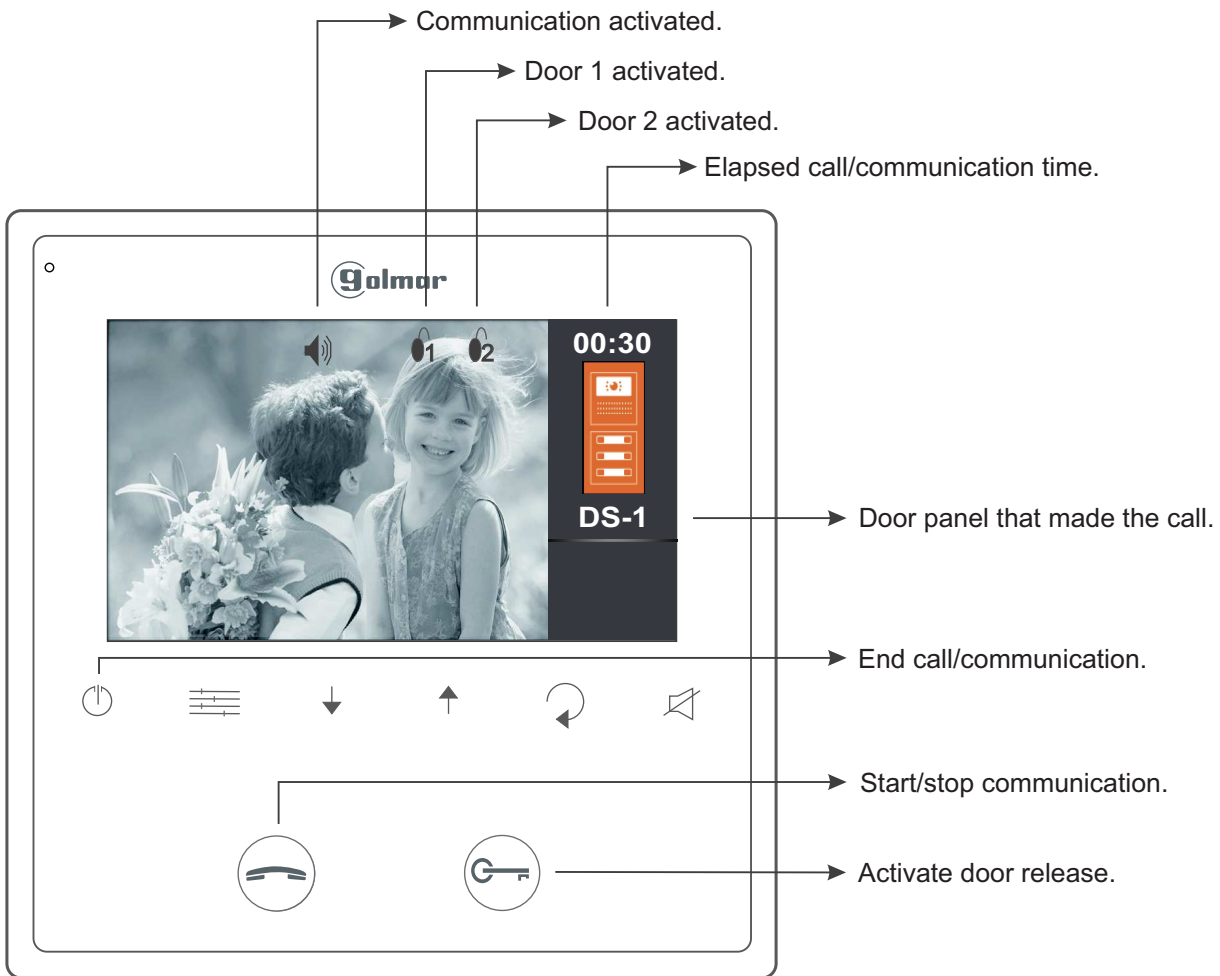 Communication activated.
Door 1 activated.
Door 2 activated.
Elapsed call/communication time.
golmar
1 2
00:30
DS-1
Door panel that made the call.
End call/communication.
Start/stop communication.
Activate door release.